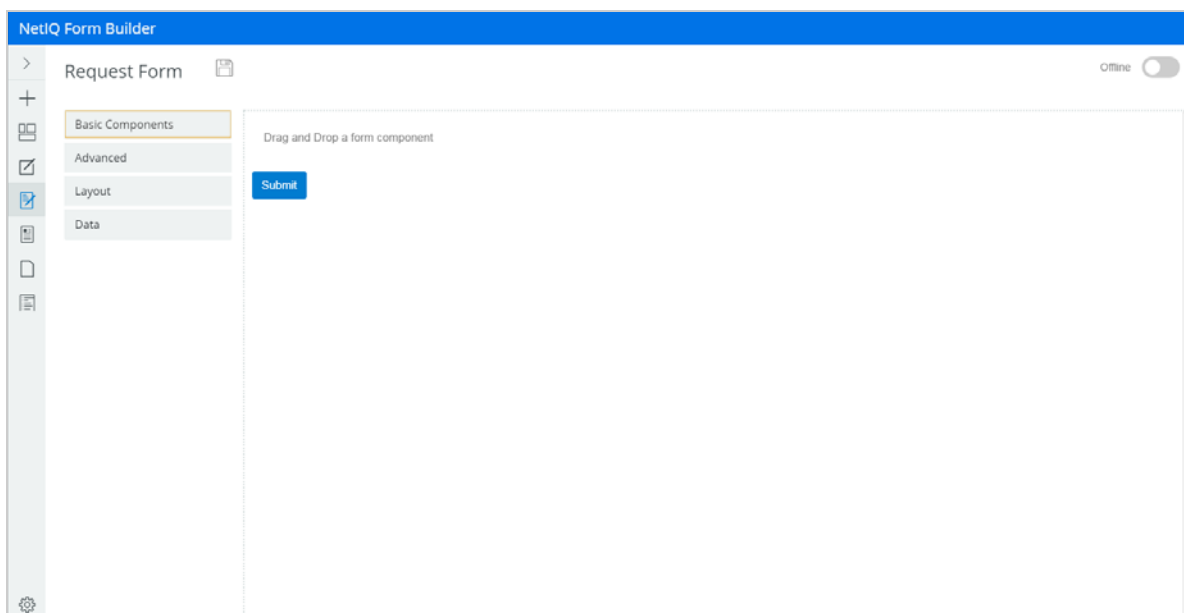 NetIQ Form Builder
Request Form
Offline
Basic Components
Advanced
Layout
Data
Drag and Drop a form component
Submit